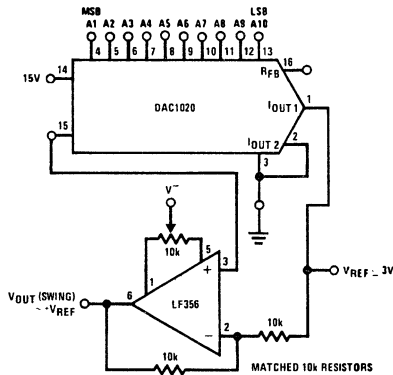 MSB LSB
A1 A2 A3 A4 A5 A6 A7 A8 A9 A10
4 5 6 7 8 9 10 11 12 13
15V 14
16
RFB
DAC1020
IOUT 1 1
15
IOUT 2 2
3
V−
10k
5
1
+ 3
VOUT (SWING) 6
~VREF
LF356
VREF ≤ 3V
− 2
10k
10k
MATCHED 10k RESISTORS